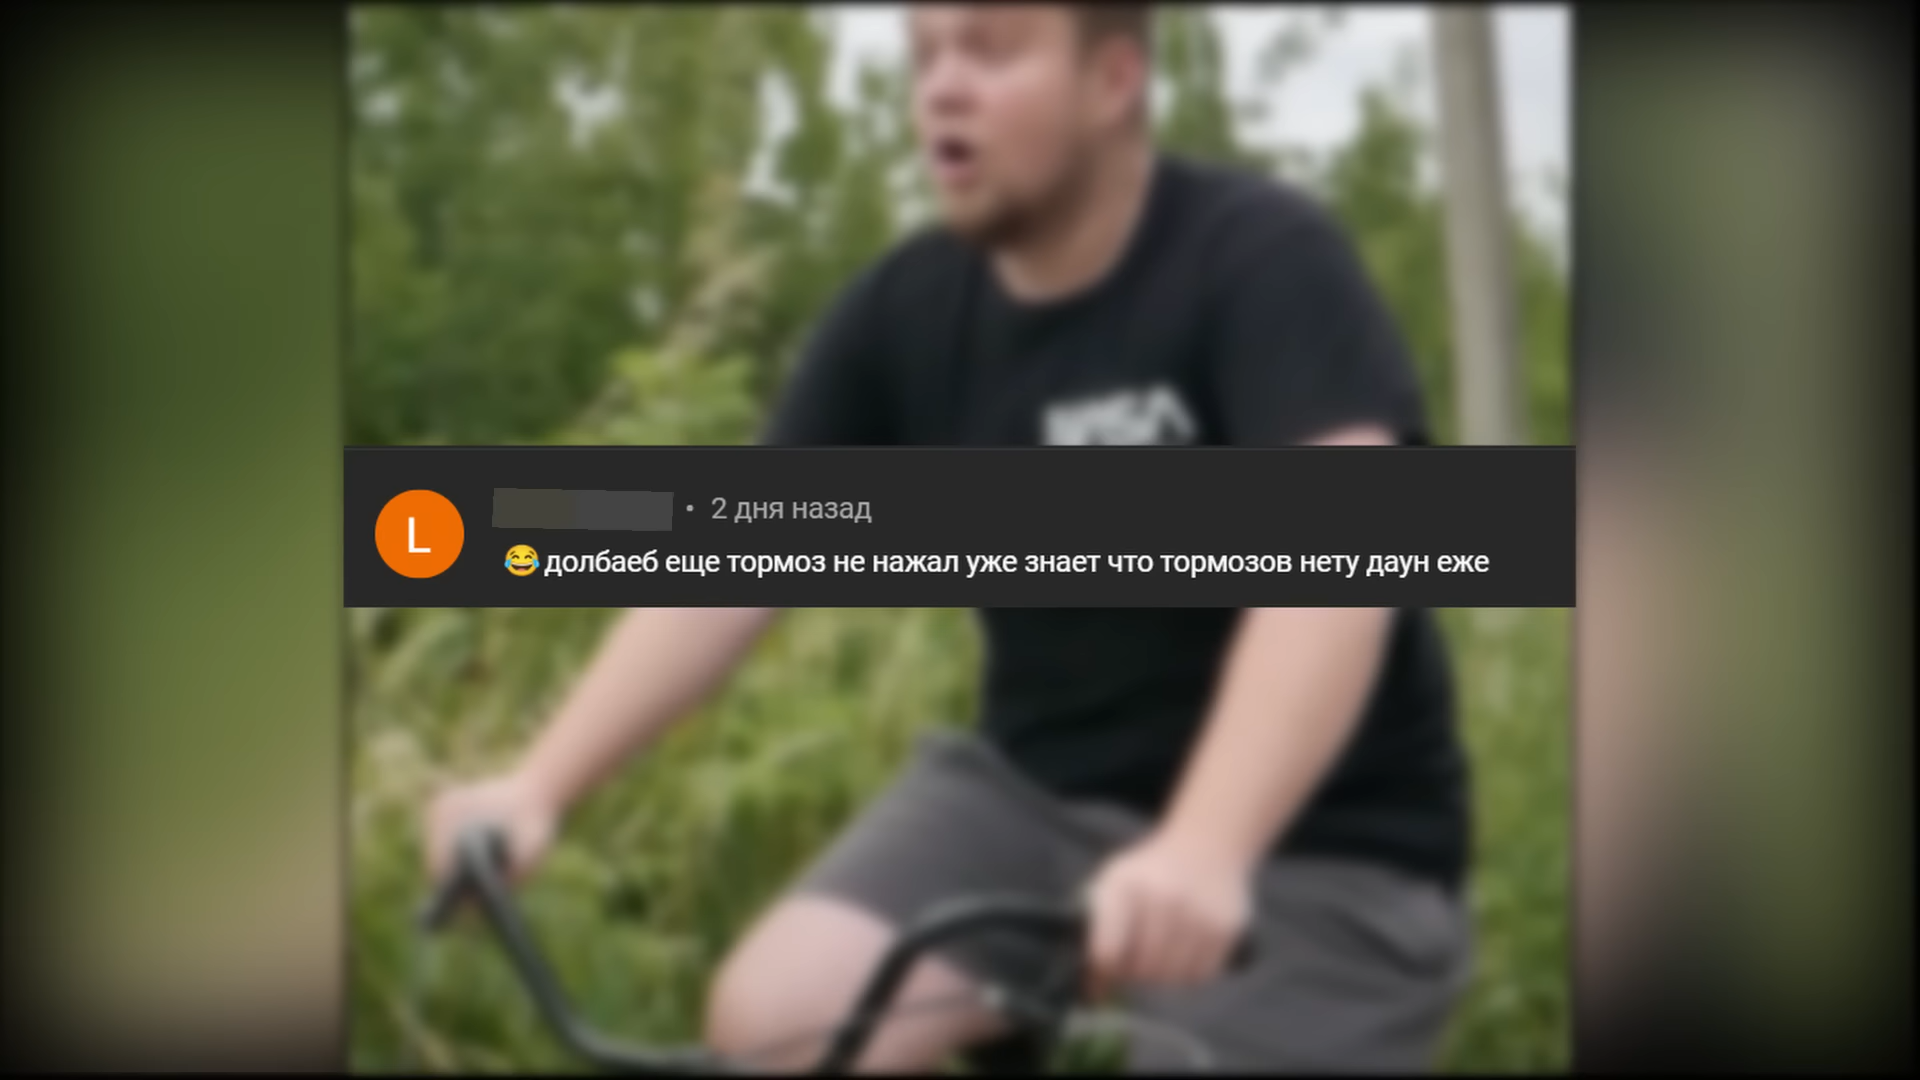 L
• 2 дня назад
😂долбаеб еще тормоз не нажал уже знает что тормозов нету даун еже